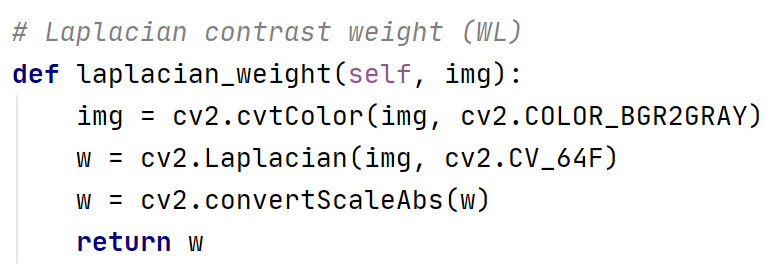 # Laplacian contrast weight (WL)
def laplacian_weight(self, img):
    img = cv2.cvtColor(img, cv2.COLOR_BGR2GRAY)
    w = cv2.Laplacian(img, cv2.CV_64F)
    w = cv2.convertScaleAbs(w)
    return w